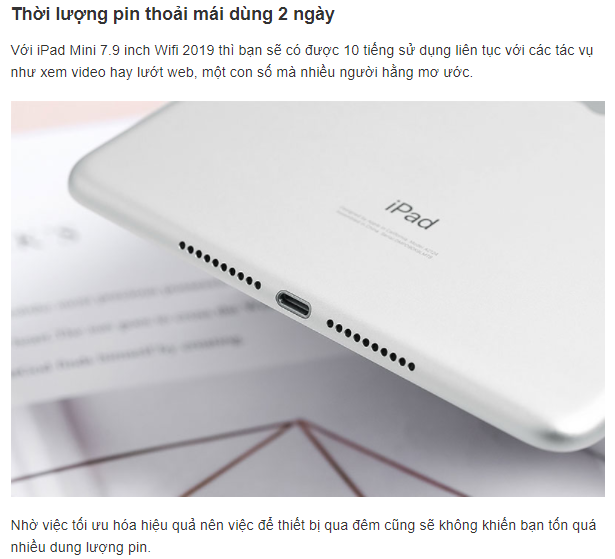 Thời lượng pin thoải mái dùng 2 ngày
Với iPad Mini 7.9 inch Wifi 2019 thì bạn sẽ có được 10 tiếng sử dụng liên tục với các tác vụ
như xem video hay lướt web, một con số mà nhiều người hằng mơ ước.
iPad
Nhờ việc tối ưu hóa hiệu quả nên việc để thiết bị qua đêm cũng sẽ không khiến bạn tốn quá
nhiều dung lượng pin.